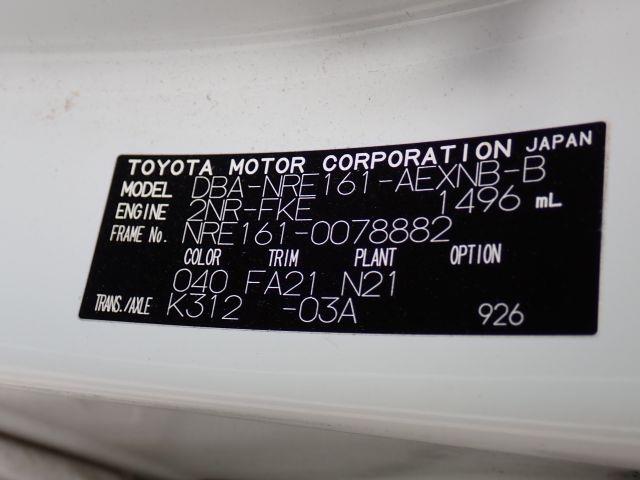 TOYOTA MOTOR CORPORATION JAPAN
MODEL DBA-NRE161-AEXNB-B
ENGINE 2NR-FKE 1496 mL
FRAME No. NRE161-0078882
COLOR TRIM PLANT OPTION
040 FA21 N21
TRANS./AXLE K312 -03A 926